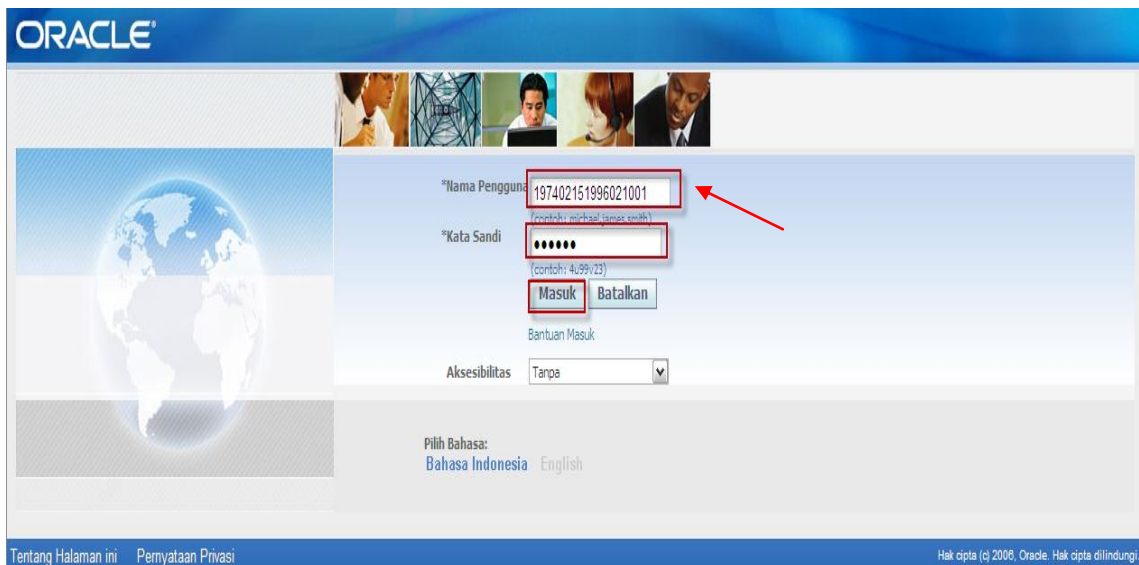 ORACLE®
*Nama Pengguna
197402151996021001
(contoh: michael.james.smith)
*Kata Sandi
••••••
(contoh: 4u99v23)
Masuk Batalkan
Bantuan Masuk
Aksesibilitas Tanpa
Pilih Bahasa:
Bahasa Indonesia English
Tentang Halaman ini Pernyataan Privasi Hak cipta (c) 2006, Oracle. Hak cipta dilindungi.